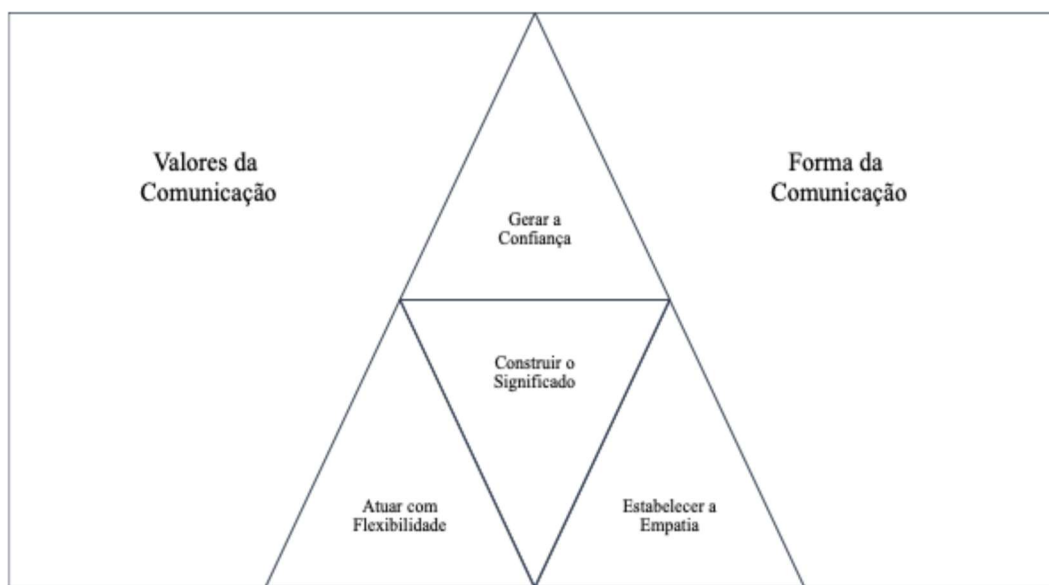 Valores da
Comunicação
Forma da
Comunicação
Gerar a
Confiança
Construir o
Significado
Atuar com
Flexibilidade
Estabelecer a
Empatia